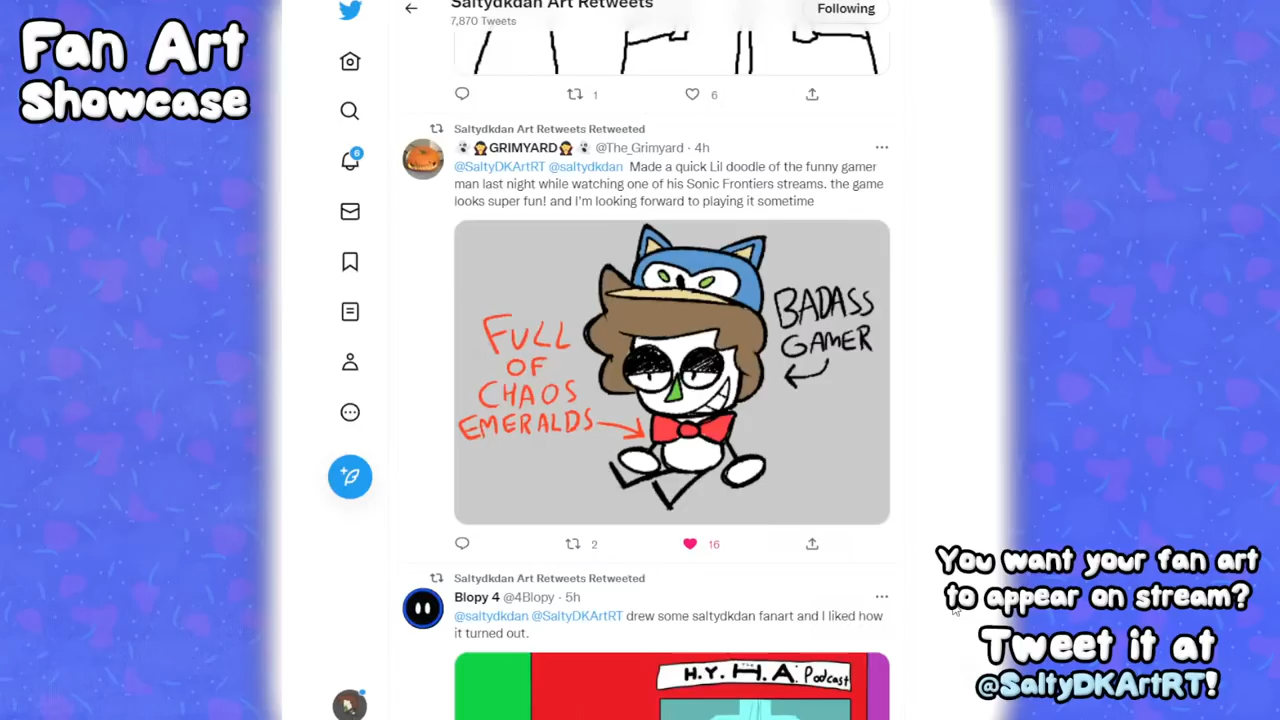 Fan Art
Showcase
Saltydkdan Art Retweets
7,870 Tweets
Following
1
6
Saltydkdan Art Retweets Retweeted
GRIMYARD @The_Grimyard · 4h
@SaltyDKArtRT @saltydkdan Made a quick Lil doodle of the funny gamer
man last night while watching one of his Sonic Frontiers streams. the game
looks super fun! and I'm looking forward to playing it sometime
FULL
OF
CHAOS
EMERALDS
BADASS
GAMER
2
16
Saltydkdan Art Retweets Retweeted
Blopy 4 @4Blopy · 5h
@saltydkdan @SaltyDKArtRT drew some saltydkdan fanart and I liked how
it turned out.
H.Y. H.A. Podcast
6
You want your fan art
to appear on stream?
Tweet it at
@SaltyDKArtRT!